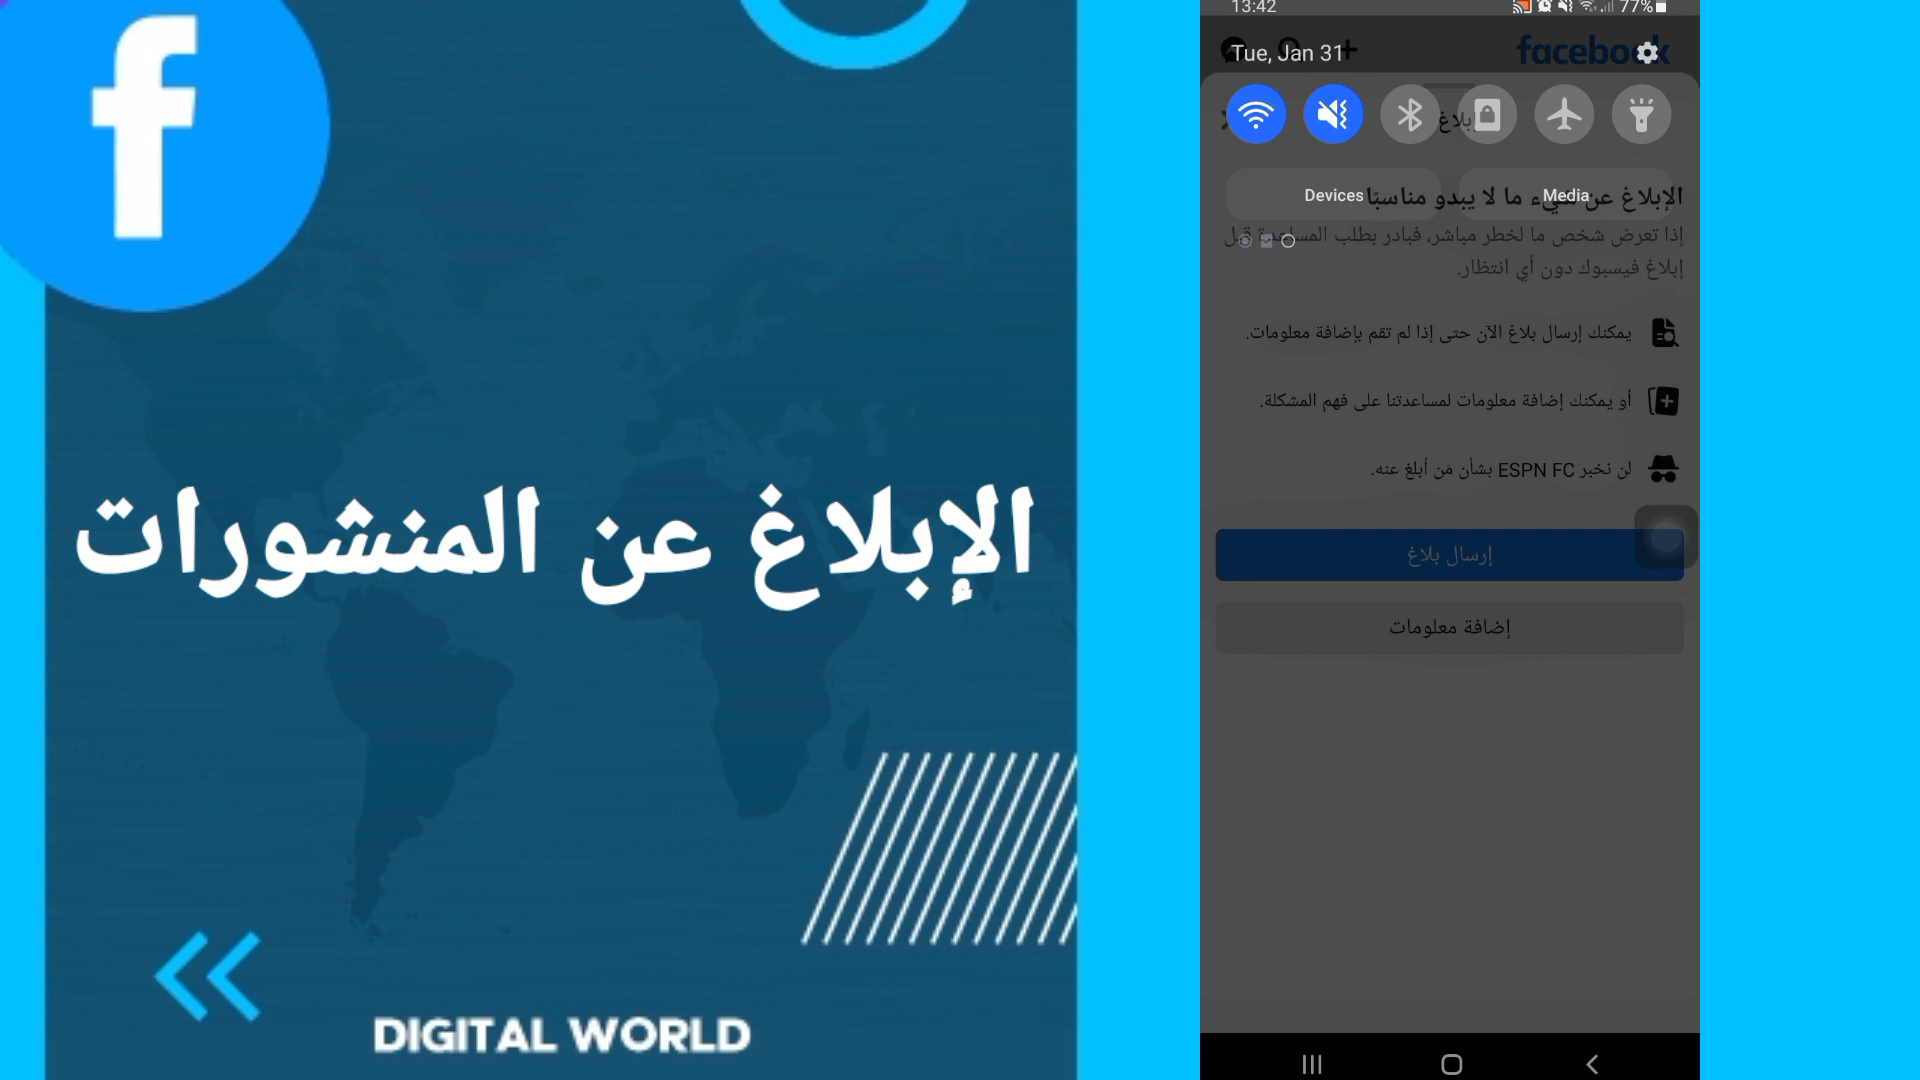 الإبلاغ عن المنشورات
DIGITAL WORLD
13:42
77%
Tue, Jan 31
facebook
إبلاغ
Devices
Media
الإبلاغ عن شيء ما لا يبدو مناسبًا
إذا تعرض شخص ما لخطر مباشر، فبادر بطلب المساعدة قبل
إبلاغ فيسبوك دون أي انتظار.
يمكنك إرسال بلاغ الآن حتى إذا لم تقم بإضافة معلومات.
أو يمكنك إضافة معلومات لمساعدتنا على فهم المشكلة.
لن نخبر ESPN FC بشأن مَن أبلغ عنه.
إرسال بلاغ
إضافة معلومات